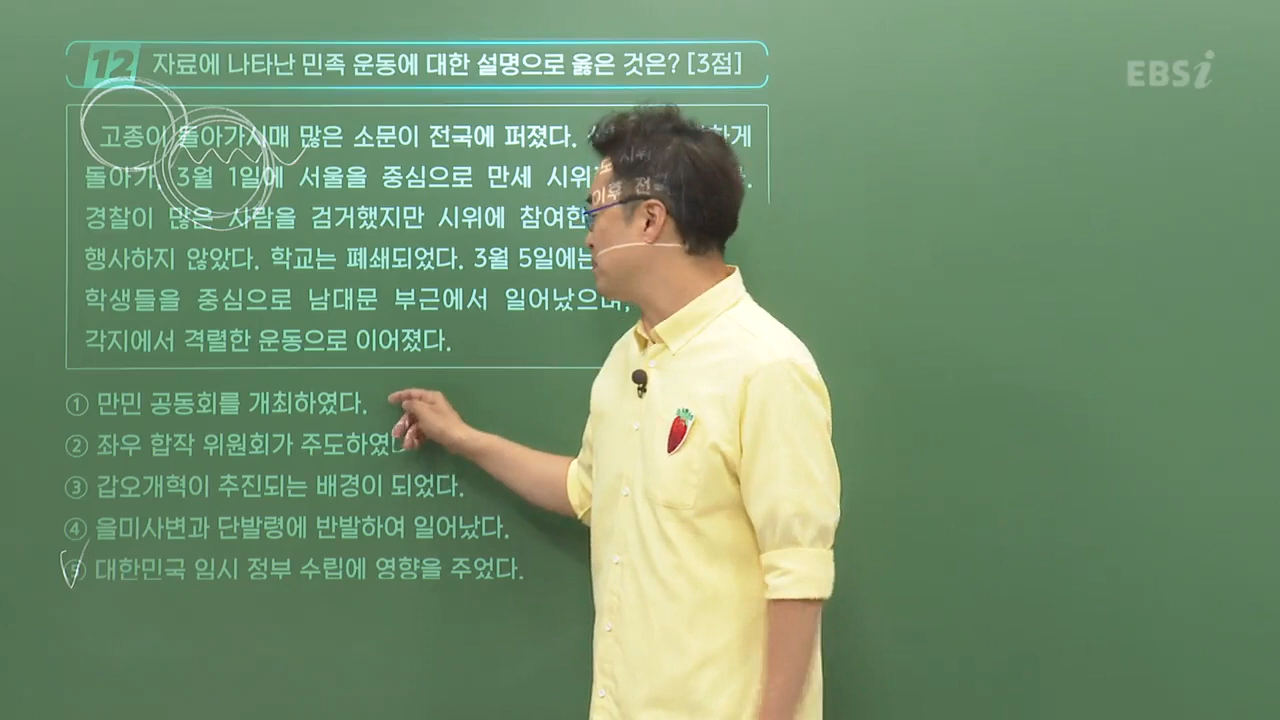 12 자료에 나타난 민족 운동에 대한 설명으로 옳은 것은? [3점]
EBSi
고종이 돌아가시매 많은 소문이 전국에 퍼졌다.
돌아가, 3월 1일에 서울을 중심으로 만세 시위
경찰이 많은 사람을 검거했지만 시위에 참여한
행사하지 않았다. 학교는 폐쇄되었다. 3월 5일에는
학생들을 중심으로 남대문 부근에서 일어났으며,
이후 전
각지에서 격렬한 운동으로 이어졌다.
① 만민 공동회를 개최하였다.
② 좌우 합작 위원회가 주도하였다
③ 갑오개혁이 추진되는 배경이 되었다.
④ 을미사변과 단발령에 반발하여 일어났다.
⑤ 대한민국 임시 정부 수립에 영향을 주었다.